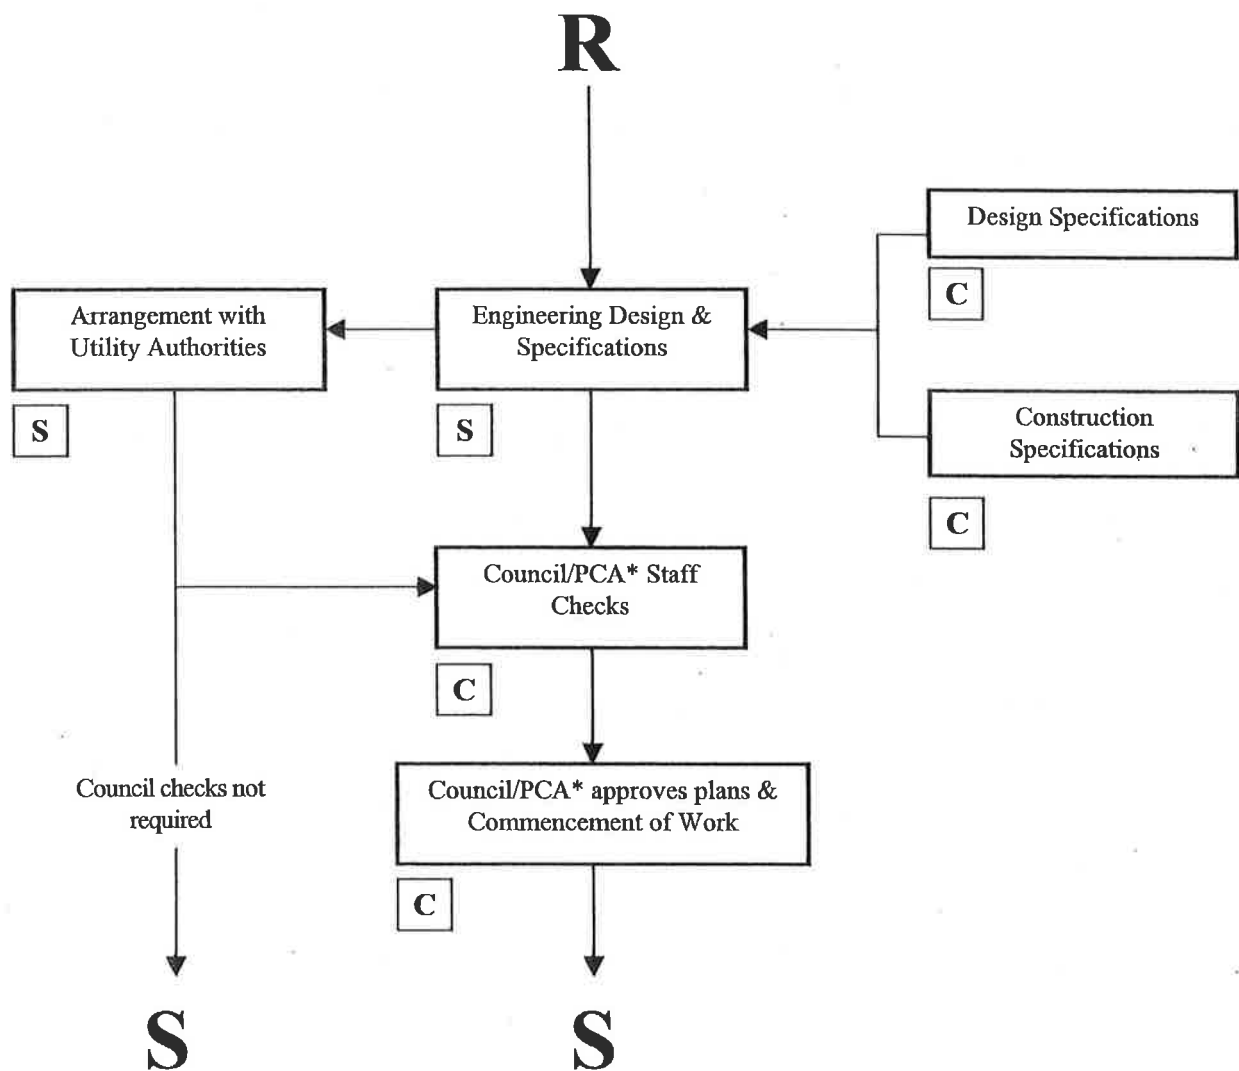 R
Design Specifications
C
Arrangement with
Utility Authorities
S
Engineering Design &
Specifications
S
Construction
Specifications
C
Council/PCA* Staff
Checks
C
Council checks not
required
Council/PCA* approves plans &
Commencement of Work
C
S
S